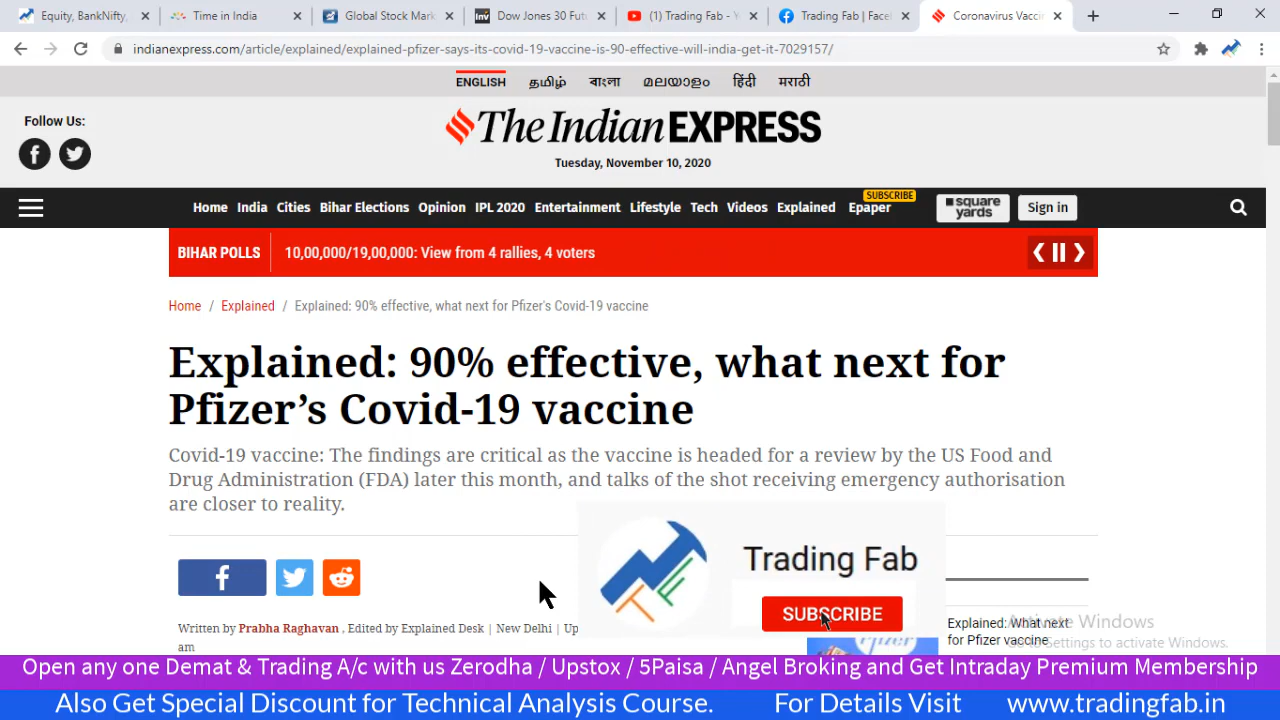 Equity, BankNifty,
Time in India
Global Stock Mark
Dow Jones 30 Futu
(1) Trading Fab - Y
Trading Fab | Facel
Coronavirus Vaccin
indianexpress.com/article/explained/explained-pfizer-says-its-covid-19-vaccine-is-90-effective-will-india-get-it-7029157/
ENGLISH தமிழ் বাংলা മലയാളം हिंदी मराठी
Follow Us:
The Indian EXPRESS
Tuesday, November 10, 2020
SUBSCRIBE
Home India Cities Bihar Elections Opinion IPL 2020 Entertainment Lifestyle Tech Videos Explained Epaper square yards Sign in
BIHAR POLLS 10,00,000/19,00,000: View from 4 rallies, 4 voters
Home / Explained / Explained: 90% effective, what next for Pfizer's Covid-19 vaccine
Explained: 90% effective, what next for
Pfizer’s Covid-19 vaccine
Covid-19 vaccine: The findings are critical as the vaccine is headed for a review by the US Food and
Drug Administration (FDA) later this month, and talks of the shot receiving emergency authorisation
are closer to reality.
Trading Fab
SUBSCRIBE
Written by Prabha Raghavan , Edited by Explained Desk | New Delhi | Up
am
Explained: What next
for Pfizer vaccine
Activate Windows
Go to Settings to activate Windows.
Open any one Demat & Trading A/c with us Zerodha / Upstox / 5Paisa / Angel Broking and Get Intraday Premium Membership
Also Get Special Discount for Technical Analysis Course. For Details Visit www.tradingfab.in